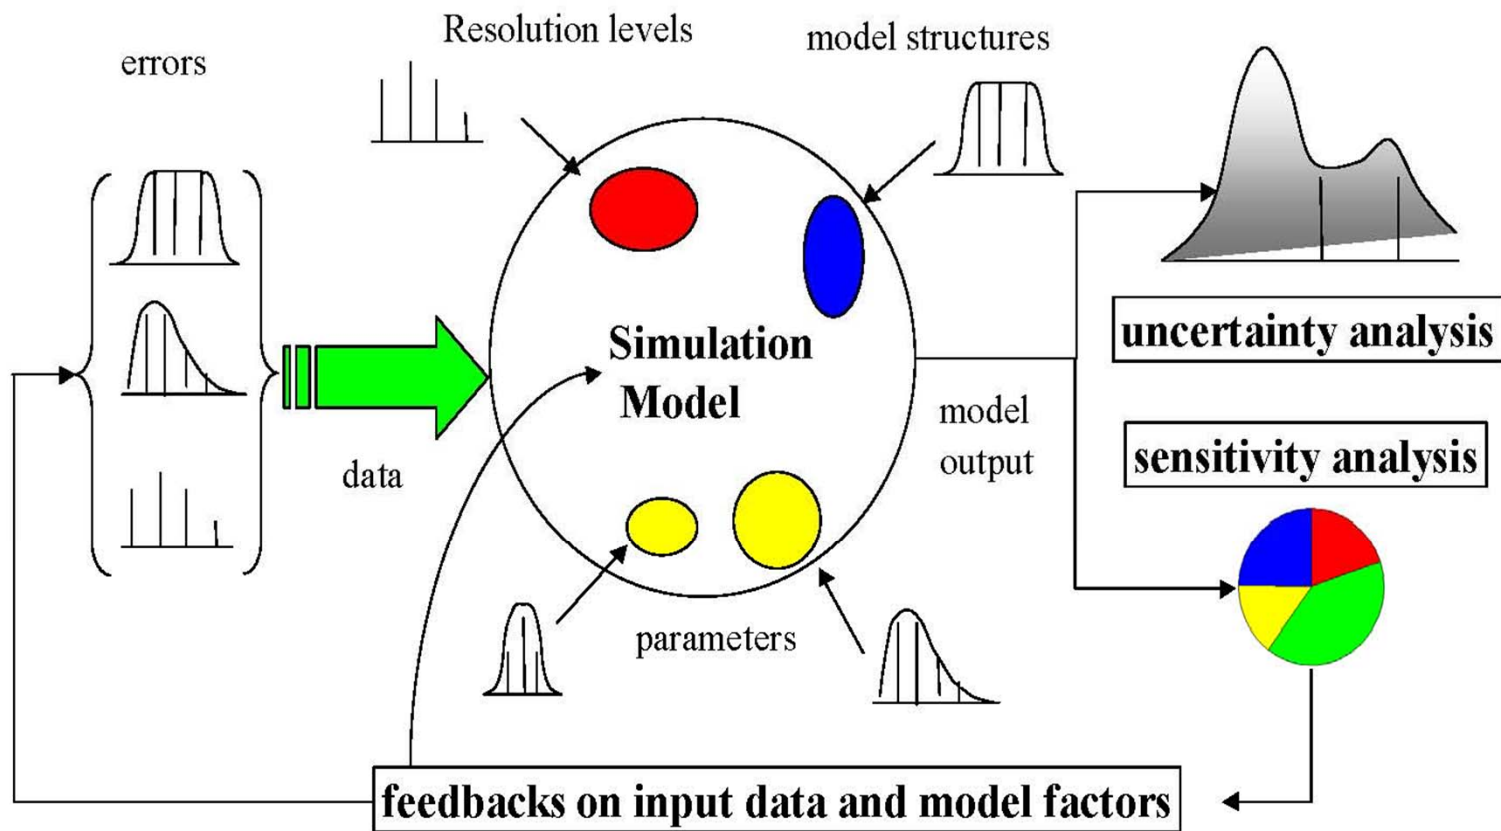 Resolution levels
model structures
errors
uncertainty analysis
Simulation
Model
model
output
sensitivity analysis
data
parameters
feedbacks on input data and model factors